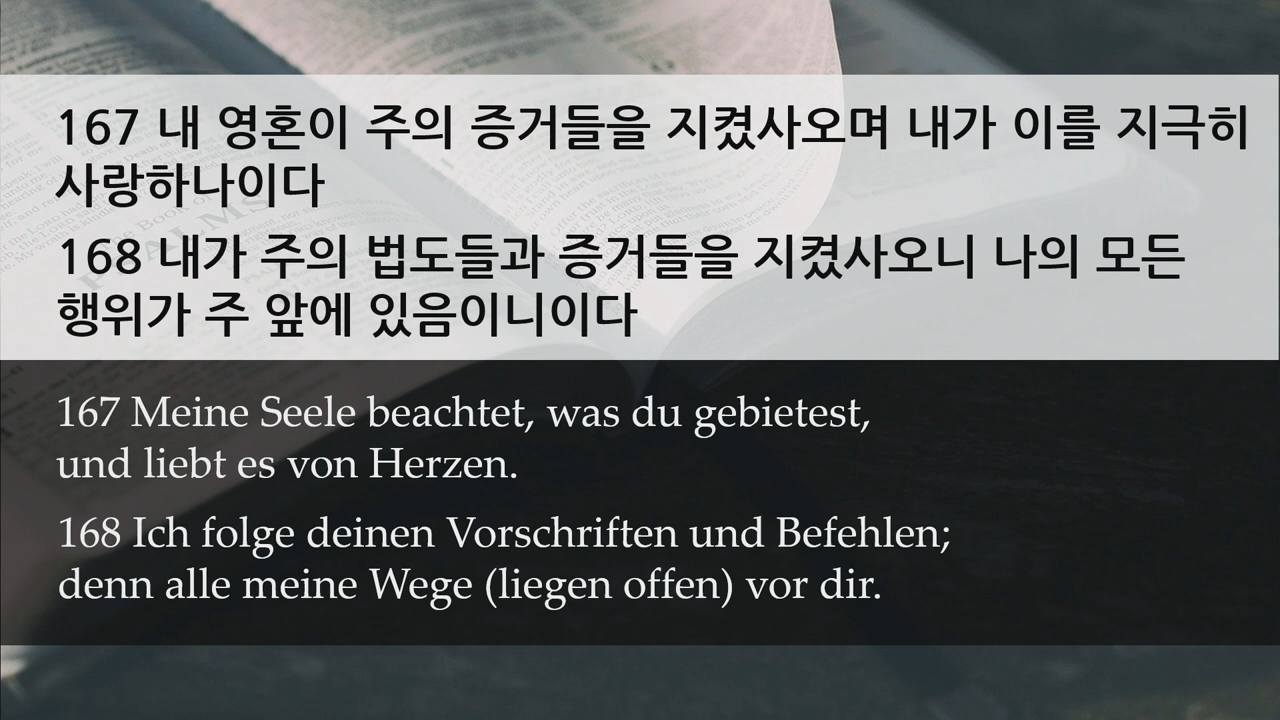 167 내 영혼이 주의 증거들을 지켰사오며 내가 이를 지극히
사랑하나이다
168 내가 주의 법도들과 증거들을 지켰사오니 나의 모든
행위가 주 앞에 있음이니이다
167 Meine Seele beachtet, was du gebietest,
und liebt es von Herzen.
168 Ich folge deinen Vorschriften und Befehlen;
denn alle meine Wege (liegen offen) vor dir.